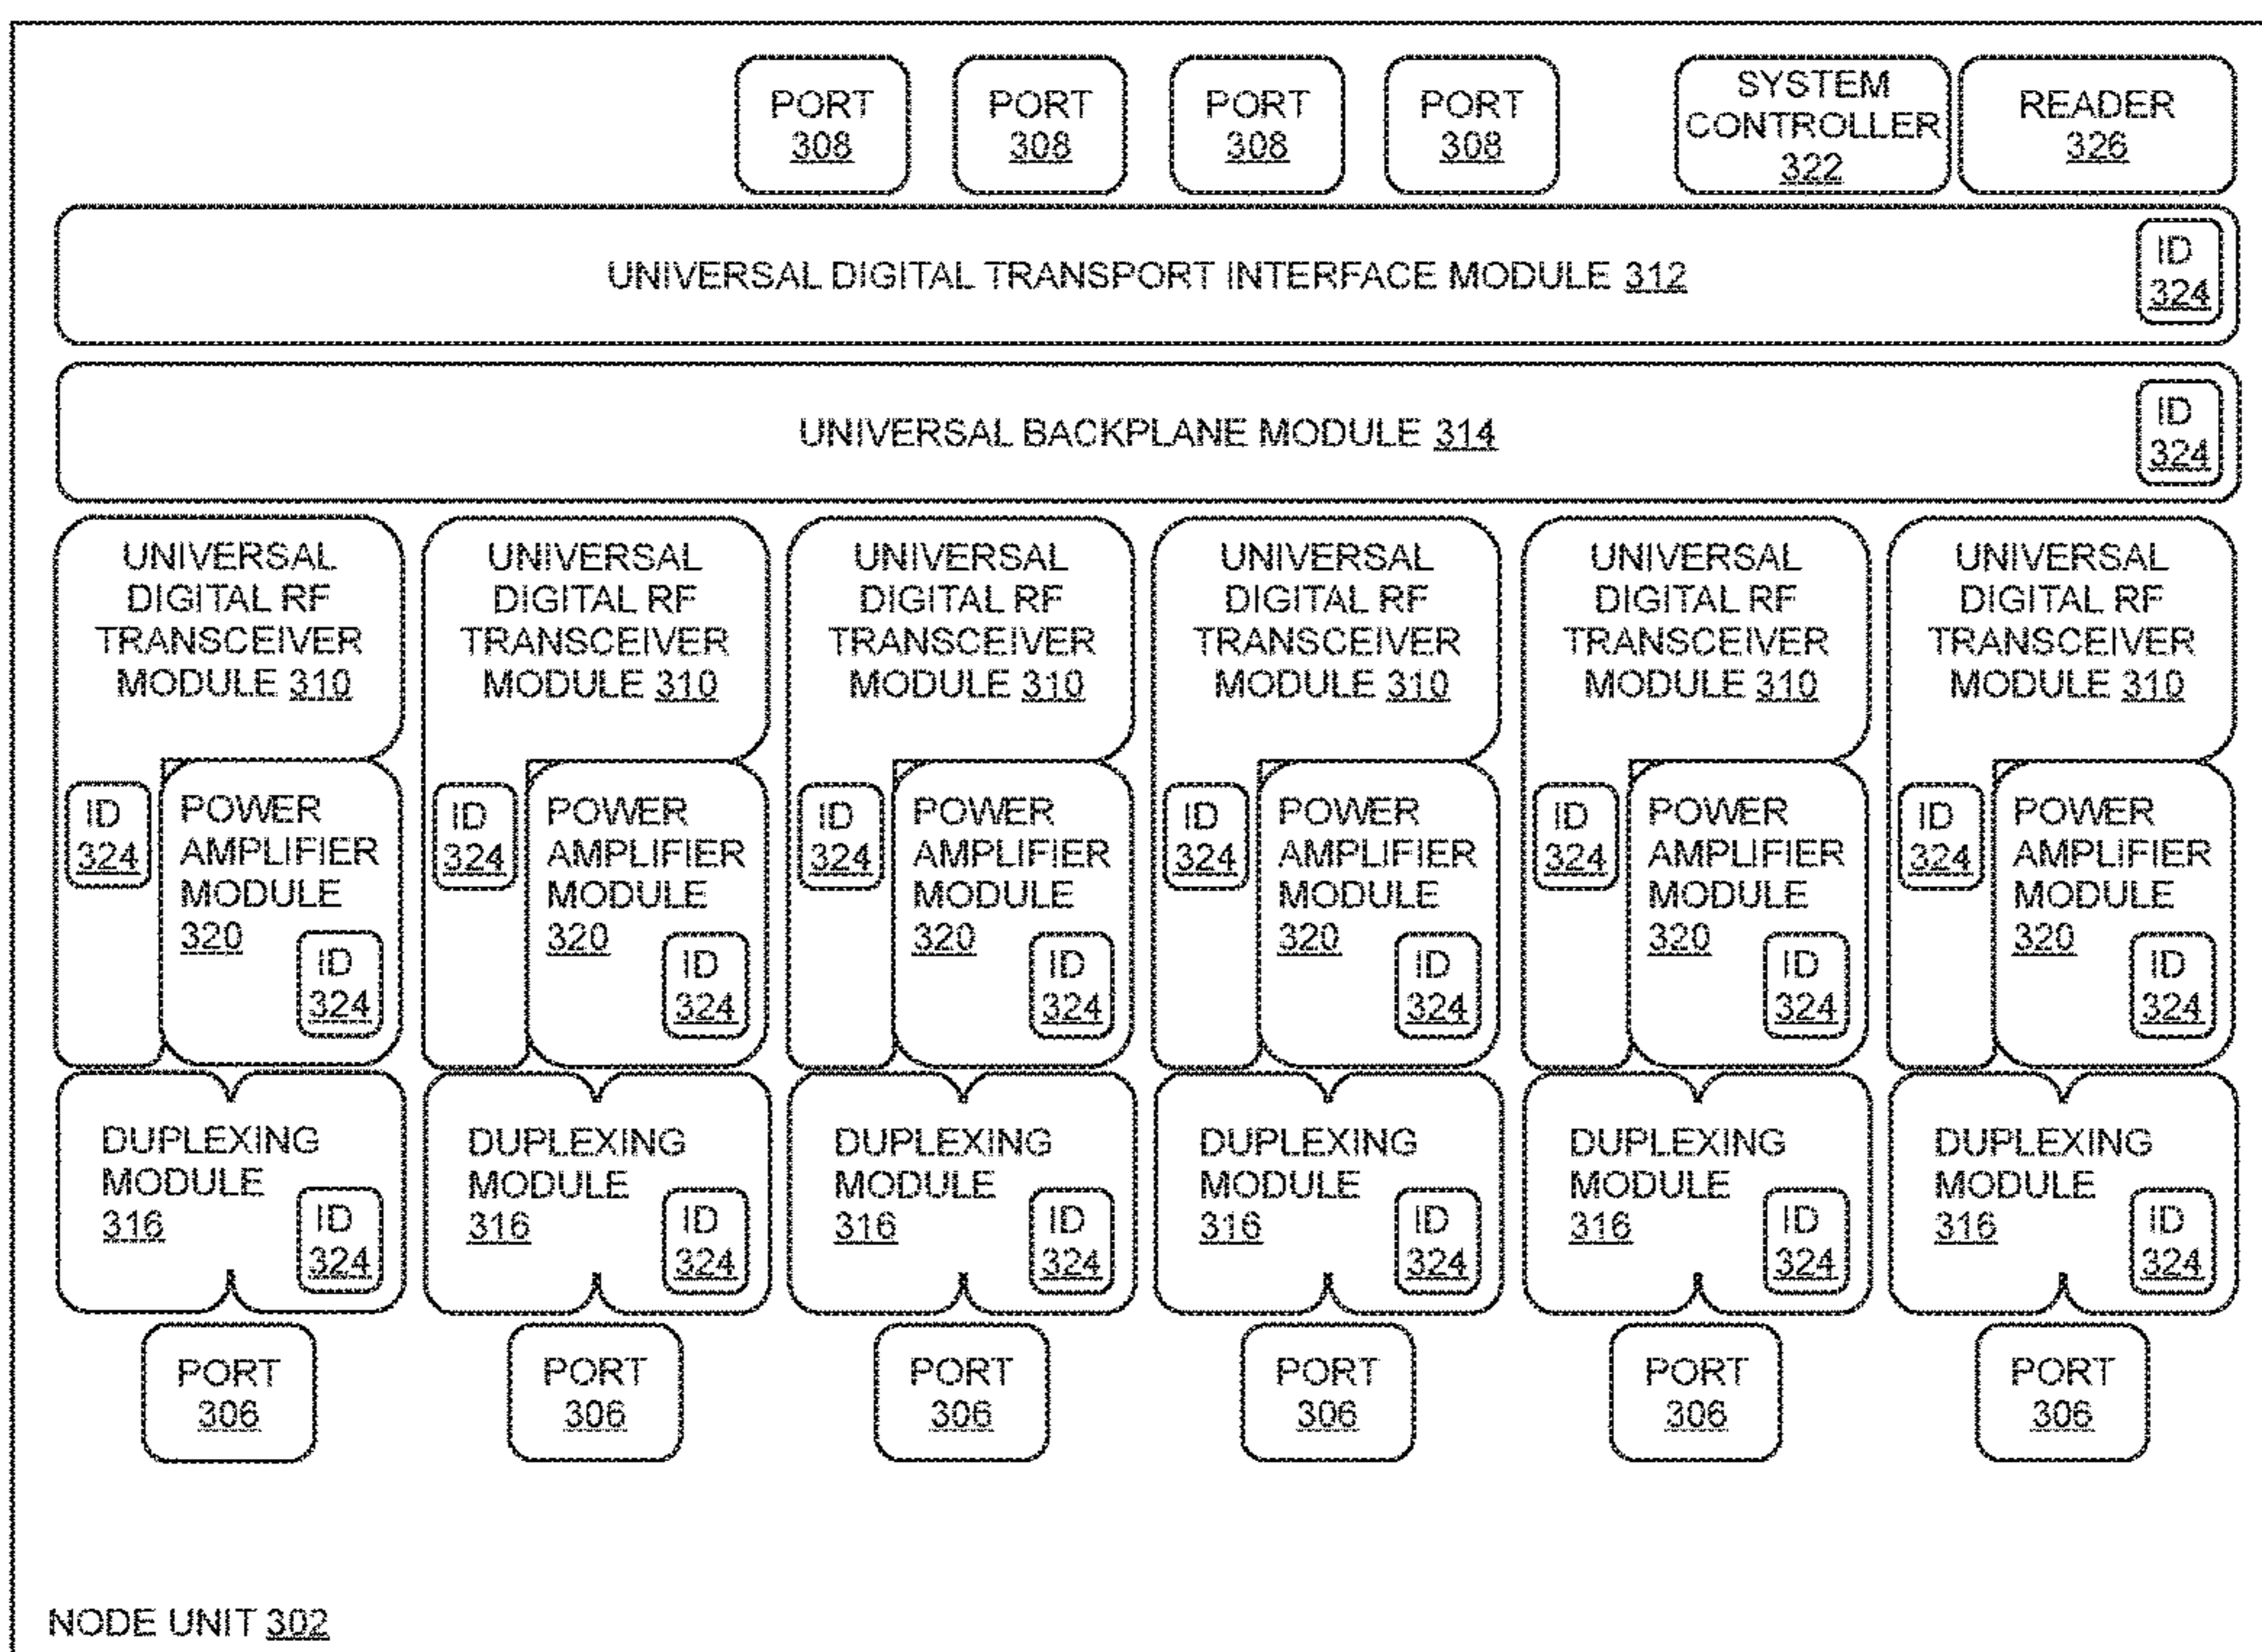 PORT
308
PORT
308
PORT
308
PORT
308
SYSTEM
CONTROLLER
322
READER
326
UNIVERSAL DIGITAL TRANSPORT INTERFACE MODULE 312
ID
324
UNIVERSAL BACKPLANE MODULE 314
ID
324
UNIVERSAL
DIGITAL RF
TRANSCEIVER
MODULE 310
ID
324
POWER
AMPLIFIER
MODULE
320
ID
324
DUPLEXING
MODULE
316
ID
324
PORT
306
UNIVERSAL
DIGITAL RF
TRANSCEIVER
MODULE 310
ID
324
POWER
AMPLIFIER
MODULE
320
ID
324
DUPLEXING
MODULE
316
ID
324
PORT
306
UNIVERSAL
DIGITAL RF
TRANSCEIVER
MODULE 310
ID
324
POWER
AMPLIFIER
MODULE
320
ID
324
DUPLEXING
MODULE
316
ID
324
PORT
306
UNIVERSAL
DIGITAL RF
TRANSCEIVER
MODULE 310
ID
324
POWER
AMPLIFIER
MODULE
320
ID
324
DUPLEXING
MODULE
316
ID
324
PORT
306
UNIVERSAL
DIGITAL RF
TRANSCEIVER
MODULE 310
ID
324
POWER
AMPLIFIER
MODULE
320
ID
324
DUPLEXING
MODULE
316
ID
324
PORT
306
UNIVERSAL
DIGITAL RF
TRANSCEIVER
MODULE 310
ID
324
POWER
AMPLIFIER
MODULE
320
ID
324
DUPLEXING
MODULE
316
ID
324
PORT
306
NODE UNIT 302